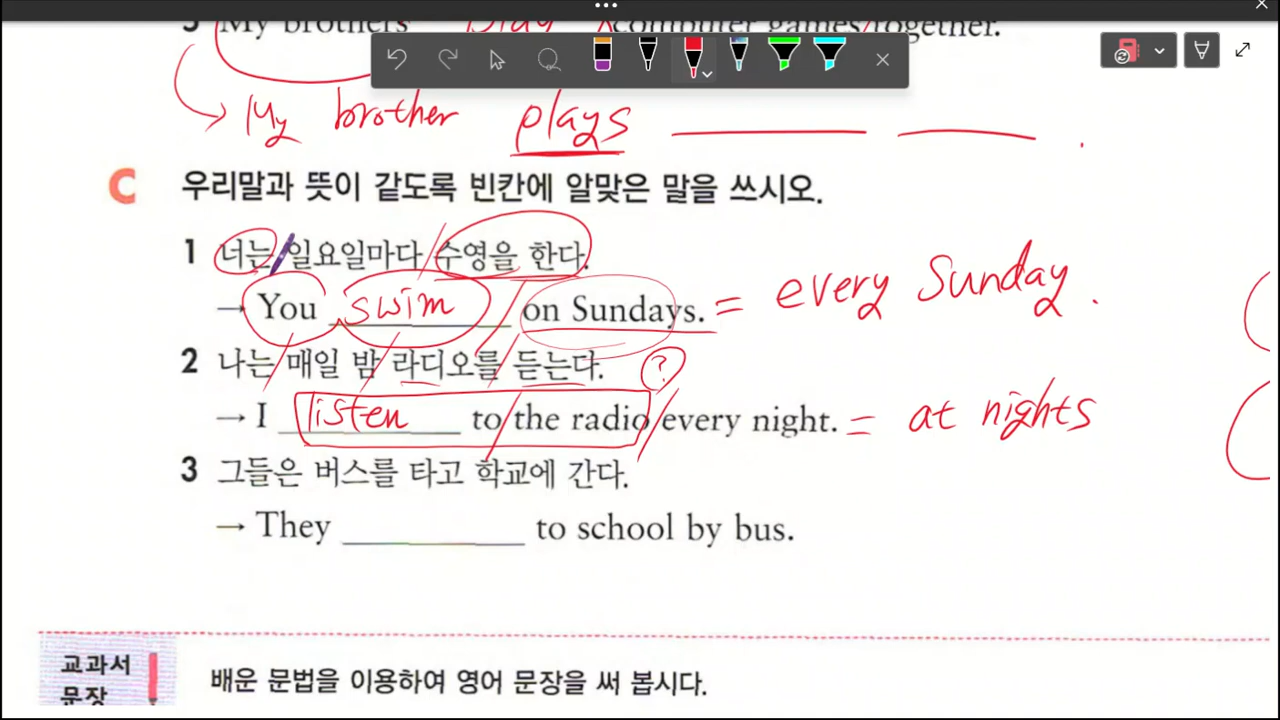 3 My brothers play computer games together.
My brother plays
C 우리말과 뜻이 같도록 빈칸에 알맞은 말을 쓰시오.
1 너는 일요일마다 수영을 한다.
→ You swim on Sundays. = every Sunday.
2 나는 매일 밤 라디오를 듣는다. ?
→ I listen to the radio every night. = at nights
3 그들은 버스를 타고 학교에 간다.
→ They to school by bus.
교과서
문장
배운 문법을 이용하여 영어 문장을 써 봅시다.